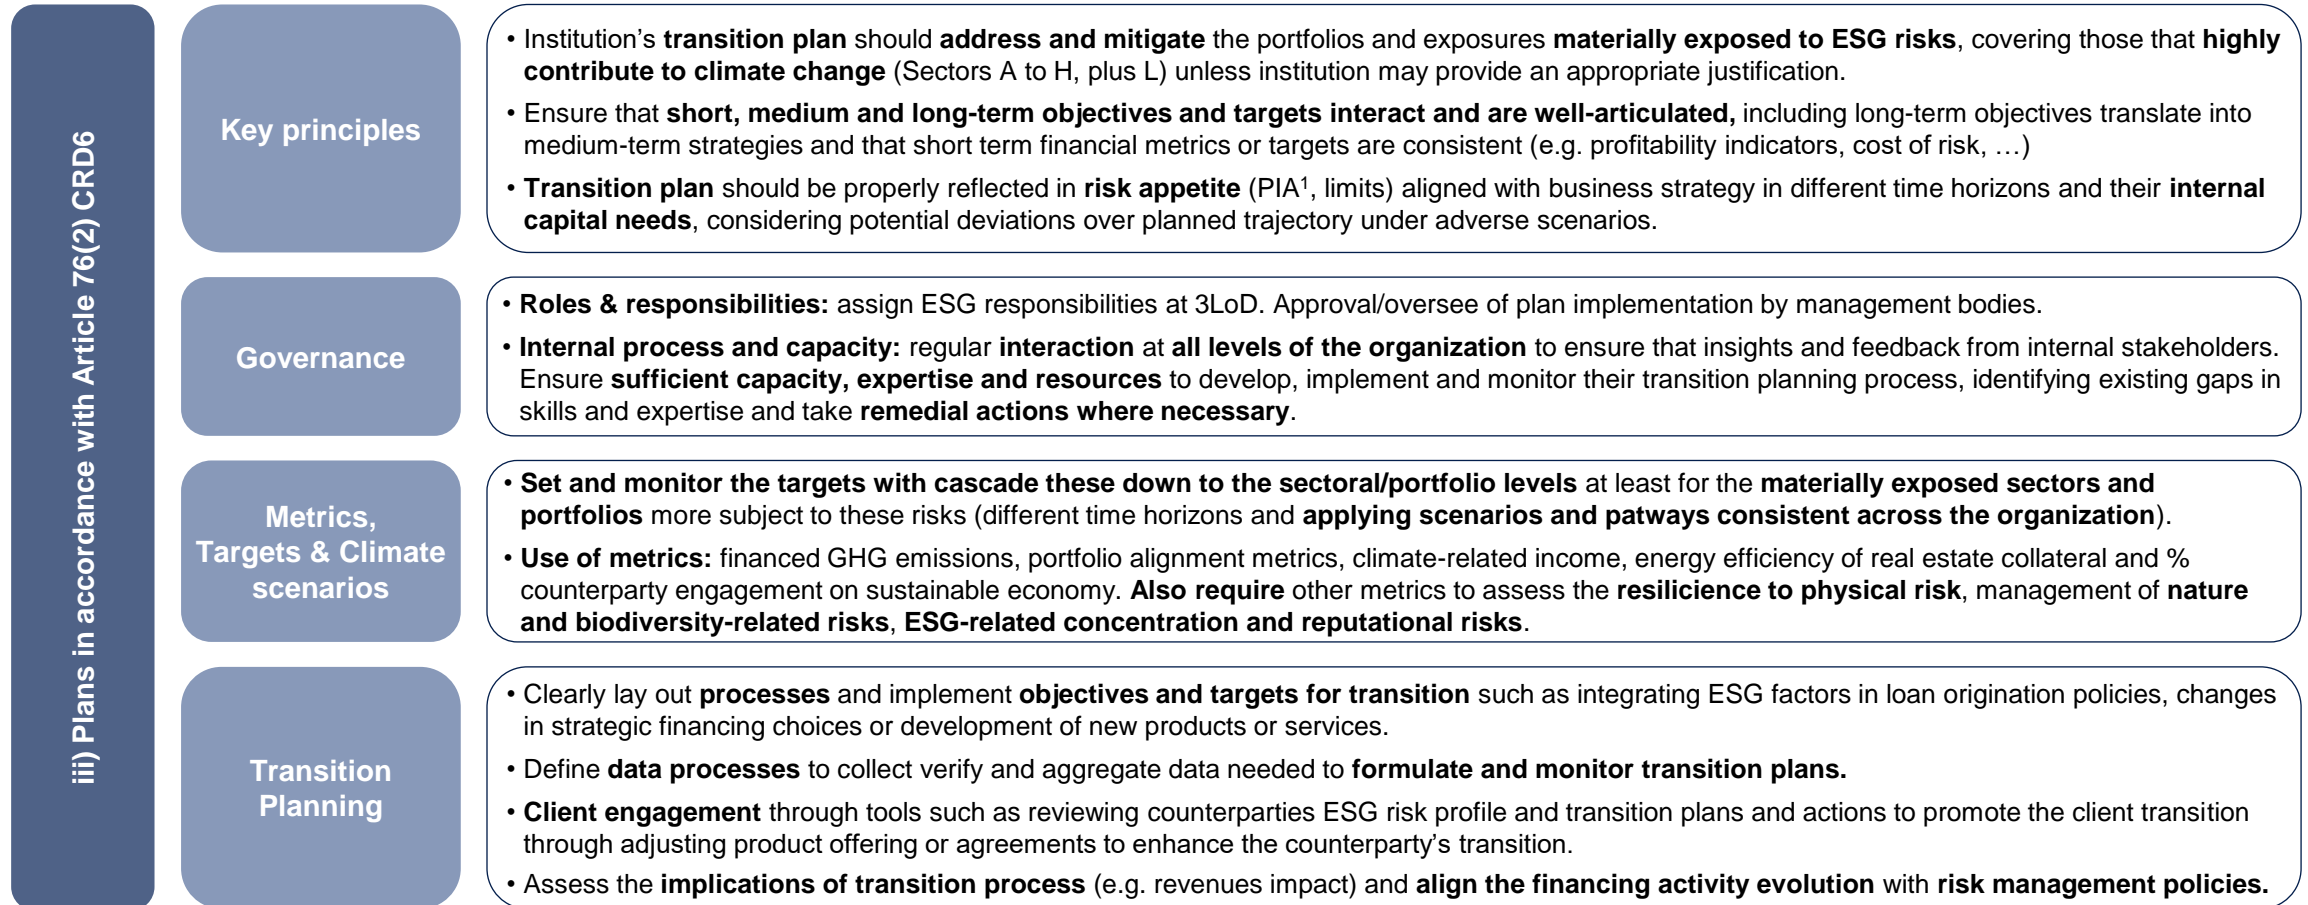 iii) Plans in accordance with Article 76(2) CRD6
Key principles
• Institution's transition plan should address and mitigate the portfolios and exposures materially exposed to ESG risks, covering those that highly
contribute to climate change (Sectors A to H, plus L) unless institution may provide an appropriate justification.
• Ensure that short, medium and long-term objectives and targets interact and are well-articulated, including long-term objectives translate into
medium-term strategies and that short term financial metrics or targets are consistent (e.g. profitability indicators, cost of risk, …)
• Transition plan should be properly reflected in risk appetite (PIA¹, limits) aligned with business strategy in different time horizons and their internal
capital needs, considering potential deviations over planned trajectory under adverse scenarios.
Governance
• Roles & responsibilities: assign ESG responsibilities at 3LoD. Approval/oversee of plan implementation by management bodies.
• Internal process and capacity: regular interaction at all levels of the organization to ensure that insights and feedback from internal stakeholders.
Ensure sufficient capacity, expertise and resources to develop, implement and monitor their transition planning process, identifying existing gaps in
skills and expertise and take remedial actions where necessary.
Metrics,
Targets & Climate
scenarios
• Set and monitor the targets with cascade these down to the sectoral/portfolio levels at least for the materially exposed sectors and
portfolios more subject to these risks (different time horizons and applying scenarios and patways consistent across the organization).
• Use of metrics: financed GHG emissions, portfolio alignment metrics, climate-related income, energy efficiency of real estate collateral and %
counterparty engagement on sustainable economy. Also require other metrics to assess the resilicience to physical risk, management of nature
and biodiversity-related risks, ESG-related concentration and reputational risks.
Transition
Planning
• Clearly lay out processes and implement objectives and targets for transition such as integrating ESG factors in loan origination policies, changes
in strategic financing choices or development of new products or services.
• Define data processes to collect verify and aggregate data needed to formulate and monitor transition plans.
• Client engagement through tools such as reviewing counterparties ESG risk profile and transition plans and actions to promote the client transition
through adjusting product offering or agreements to enhance the counterparty's transition.
• Assess the implications of transition process (e.g. revenues impact) and align the financing activity evolution with risk management policies.